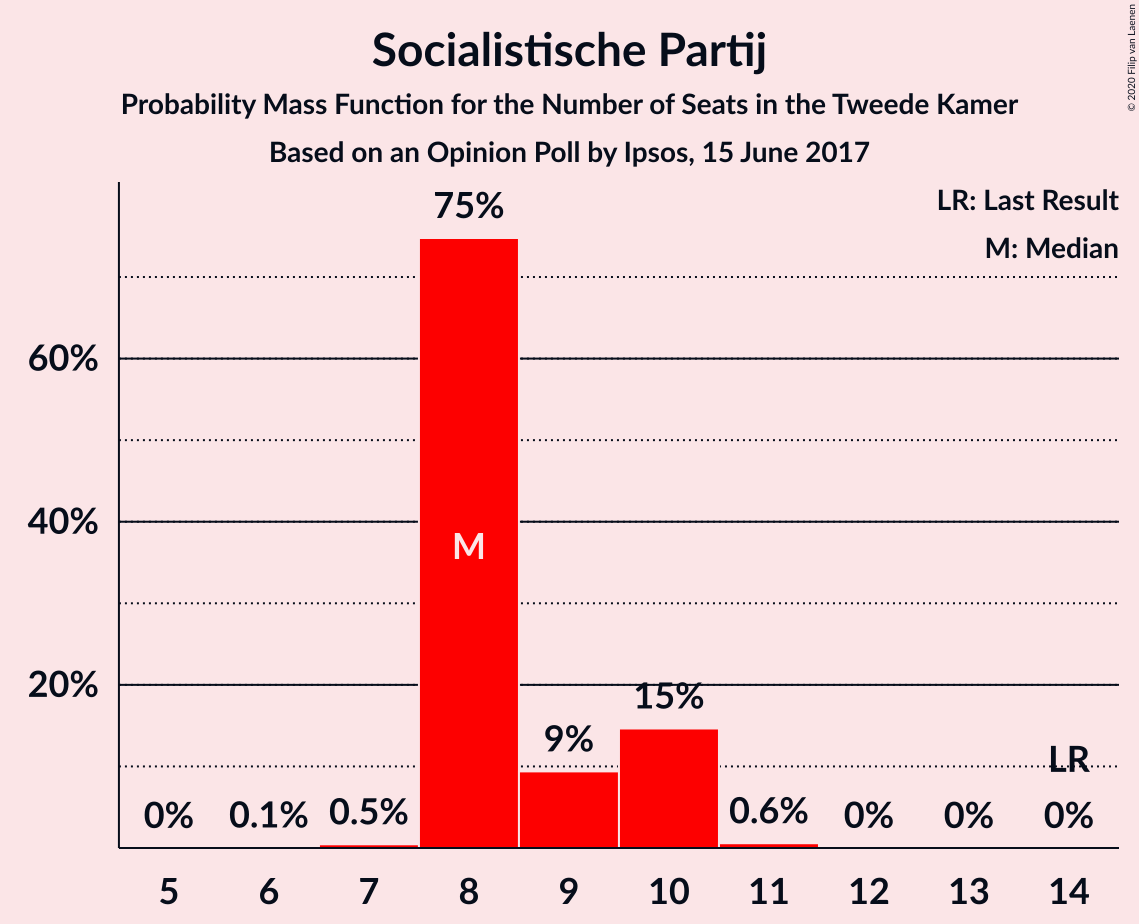 Socialistische Partij
Probability Mass Function for the Number of Seats in the Tweede Kamer
Based on an Opinion Poll by Ipsos, 15 June 2017
© 2020 Filip van Laenen
LR: Last Result
M: Median
75%
60%
40%
M
20%
15%
9%
LR
0% 0.1% 0.5% 0.6% 0% 0% 0%
5 6 7 8 9 10 11 12 13 14